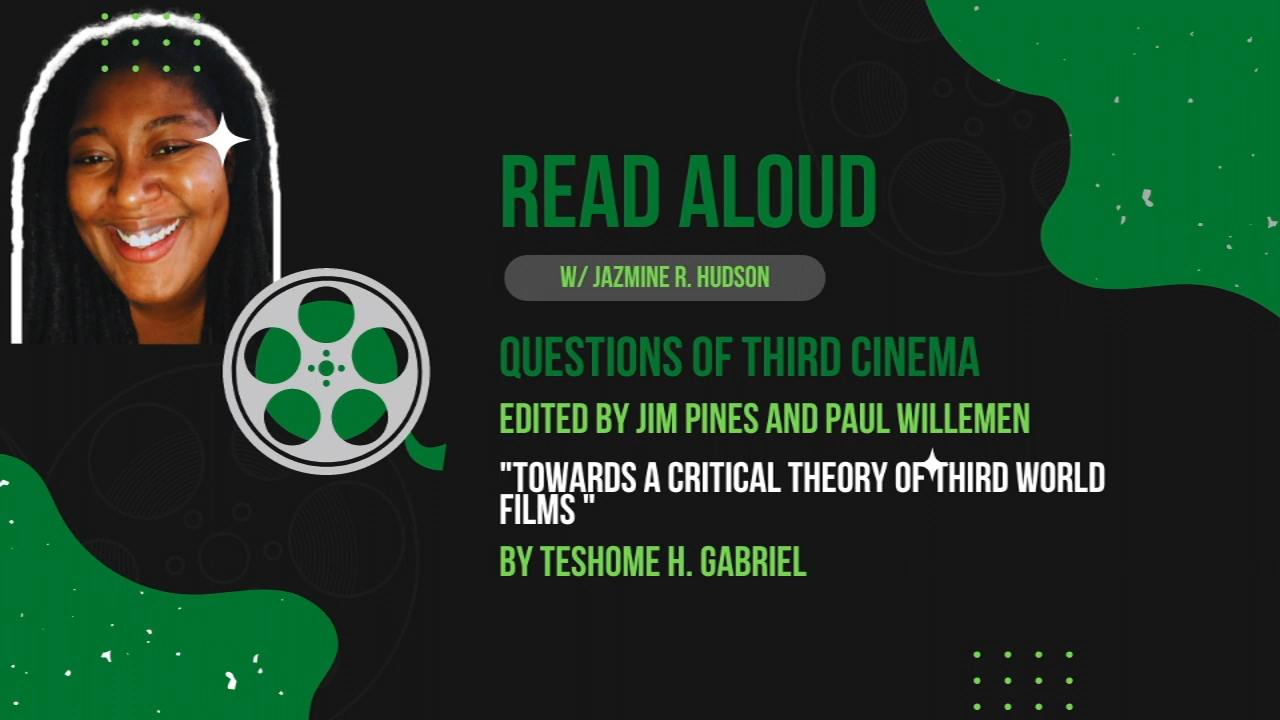 READ ALOUD
W/ JAZMINE R. HUDSON
QUESTIONS OF THIRD CINEMA
EDITED BY JIM PINES AND PAUL WILLEMEN
"TOWARDS A CRITICAL THEORY OF THIRD WORLD
FILMS "
BY TESHOME H. GABRIEL